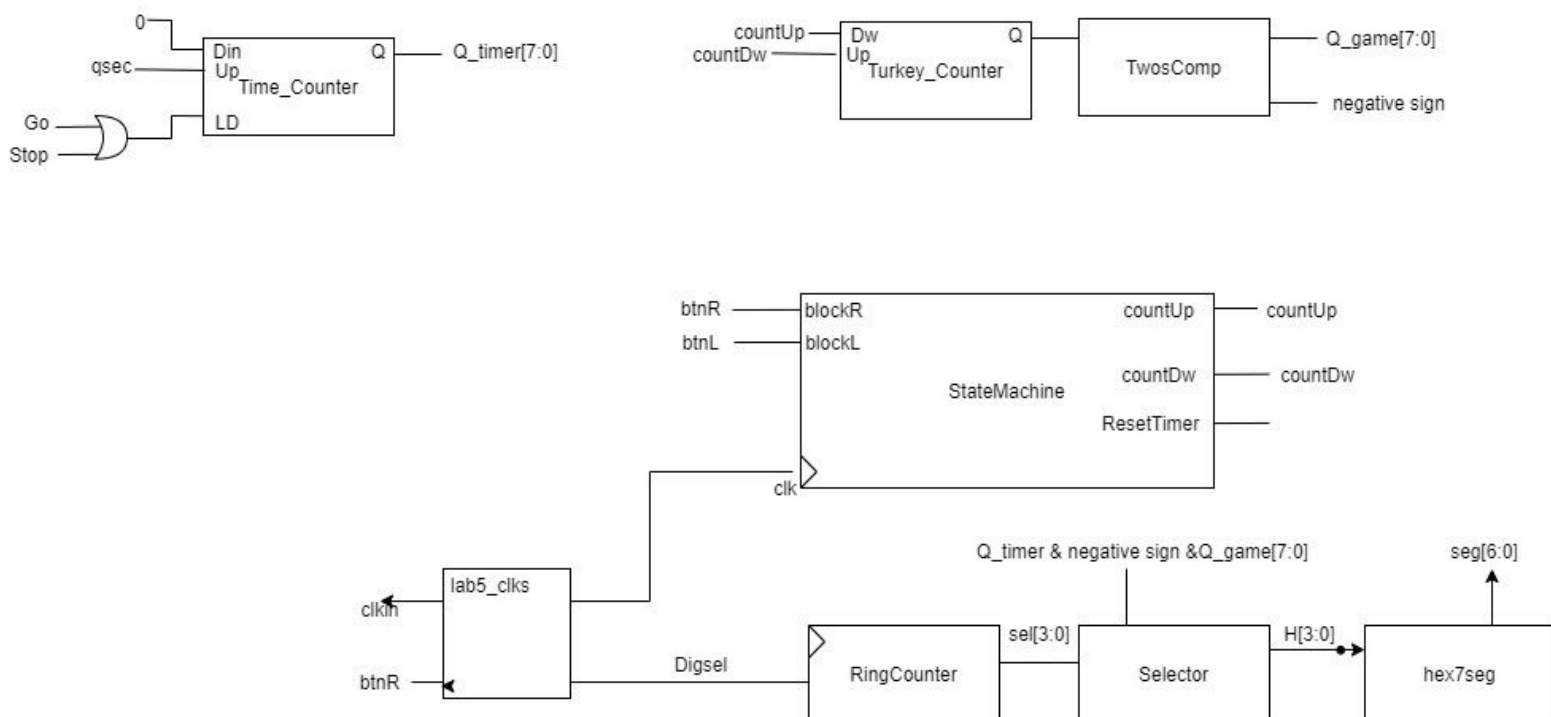 0
Din
Q
Q_timer[7:0]
qsec
Up
Time_Counter
Go
LD
Stop
countUp
Dw
Q
Q_game[7:0]
countDw
Up
Turkey_Counter
TwosComp
negative sign
btnR
blockR
countUp
countUp
btnL
blockL
countDw
countDw
StateMachine
ResetTimer
clk
Q_timer & negative sign &Q_game[7:0]
seg[6:0]
lab5_clks
clkin
sel[3:0]
H[3:0]
Digsel
btnR
RingCounter
Selector
hex7seg